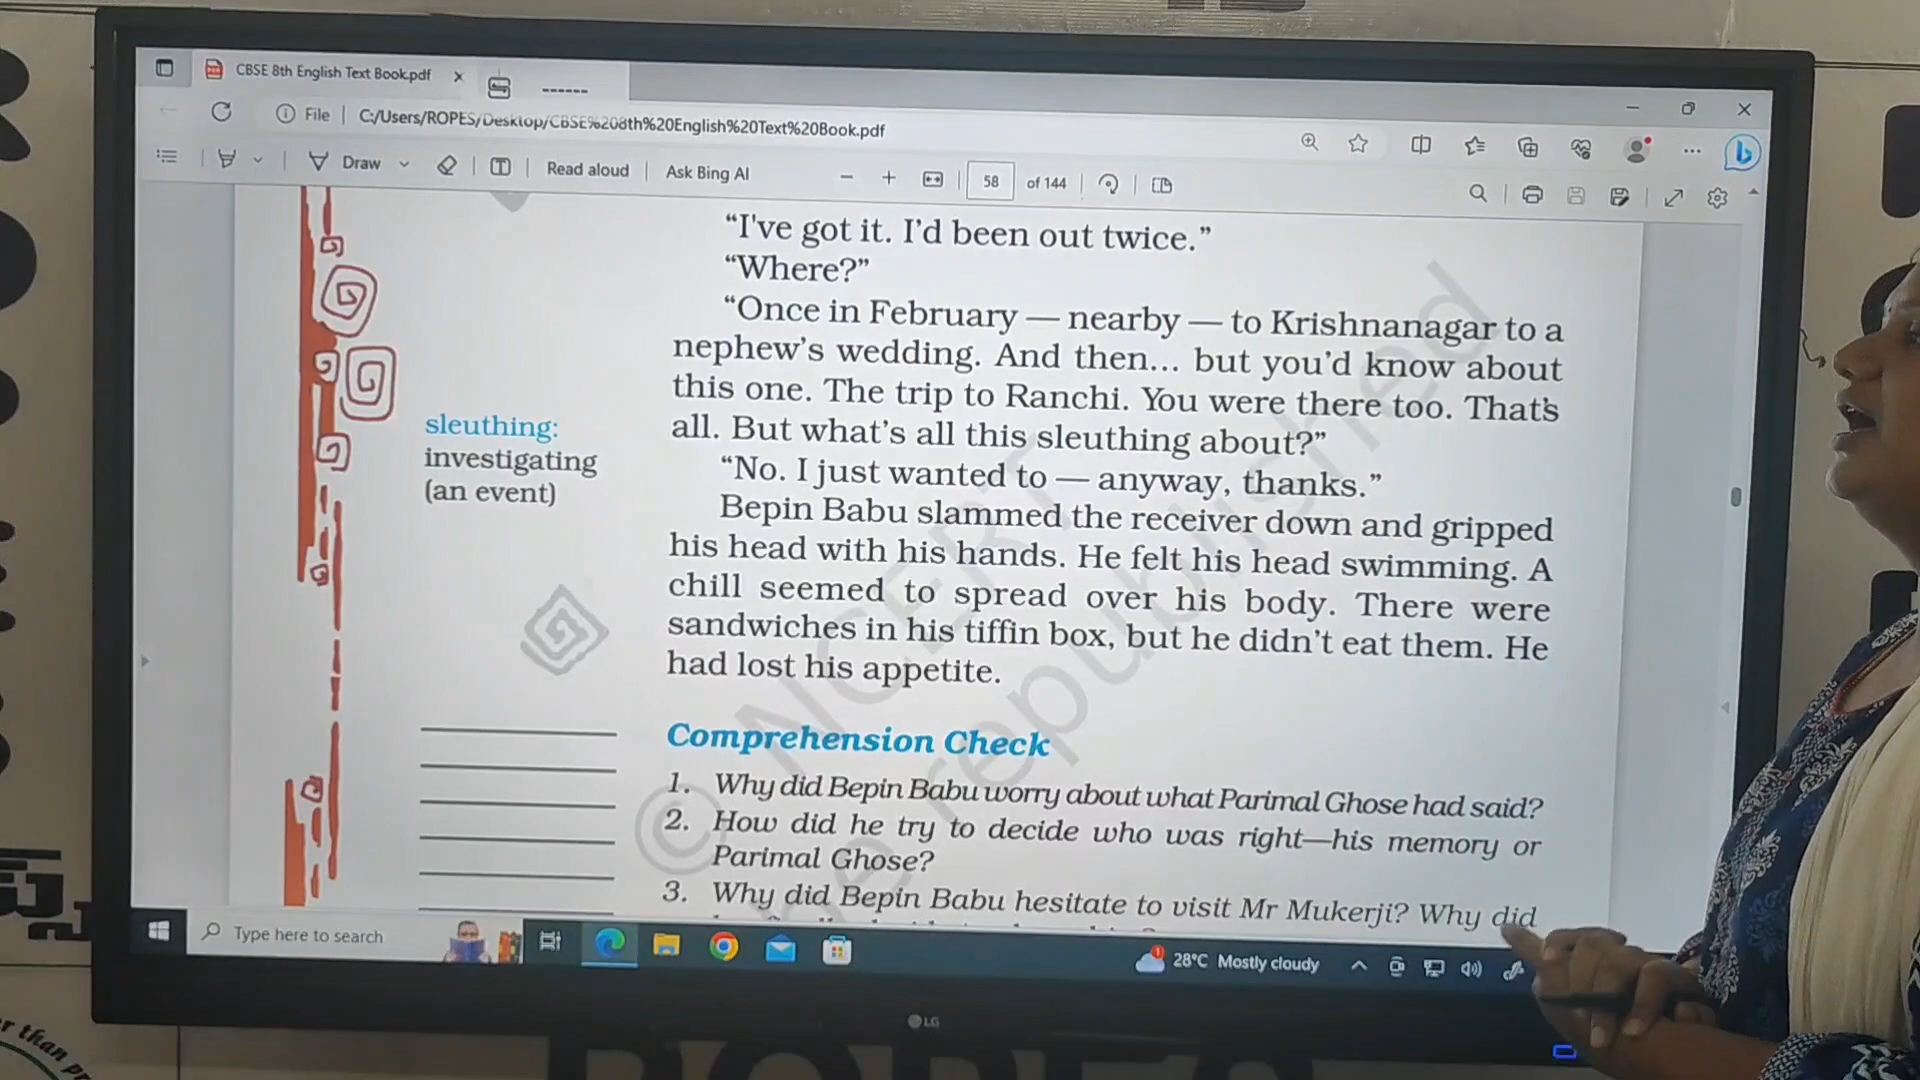 CBSE 8th English Text Book.pdf
File C:/Users/ROPES/Desktop/CBSE%208th%20English%20Text%20Book.pdf
Draw Read aloud Ask Bing AI 58 of 144
“I've got it. I’d been out twice.”
“Where?”
“Once in February — nearby — to Krishnanagar to a
nephew’s wedding. And then... but you’d know about
this one. The trip to Ranchi. You were there too. That’s
all. But what’s all this sleuthing about?”
sleuthing:
investigating
(an event)
“No. I just wanted to — anyway, thanks.”
Bepin Babu slammed the receiver down and gripped
his head with his hands. He felt his head swimming. A
chill seemed to spread over his body. There were
sandwiches in his tiffin box, but he didn’t eat them. He
had lost his appetite.
© NCERT
be republished
Comprehension Check
1. Why did Bepin Babu worry about what Parimal Ghose had said?
2. How did he try to decide who was right—his memory or
Parimal Ghose?
3. Why did Bepin Babu hesitate to visit Mr Mukerji? Why did
Type here to search
1
28°C Mostly cloudy
LG
r than pr